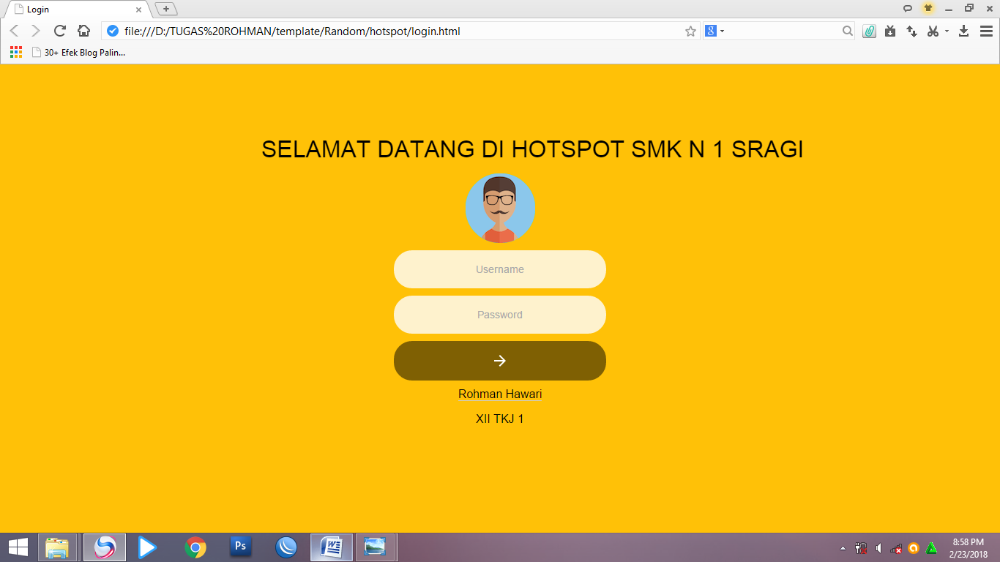 Login
file:///D:/TUGAS%20ROHMAN/template/Random/hotspot/login.html
30+ Efek Blog Palin...
SELAMAT DATANG DI HOTSPOT SMK N 1 SRAGI
Username
Password
Rohman Hawari
XII TKJ 1
Ps
8:58 PM
2/23/2018